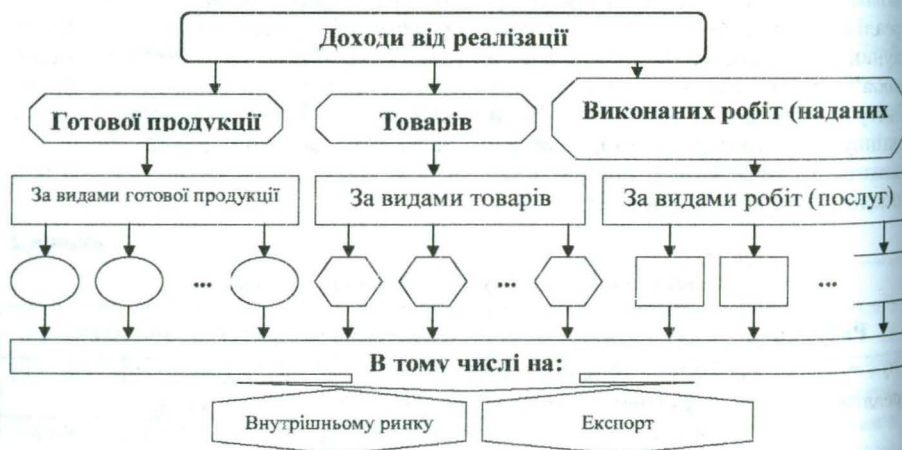 Доходи від реалізації
Готової продукції
Товарів
Виконаних робіт (наданих
За видами готової продукції
За видами товарів
За видами робіт (послуг)
...
...
...
В тому числі на:
Внутрішньому ринку
Експорт